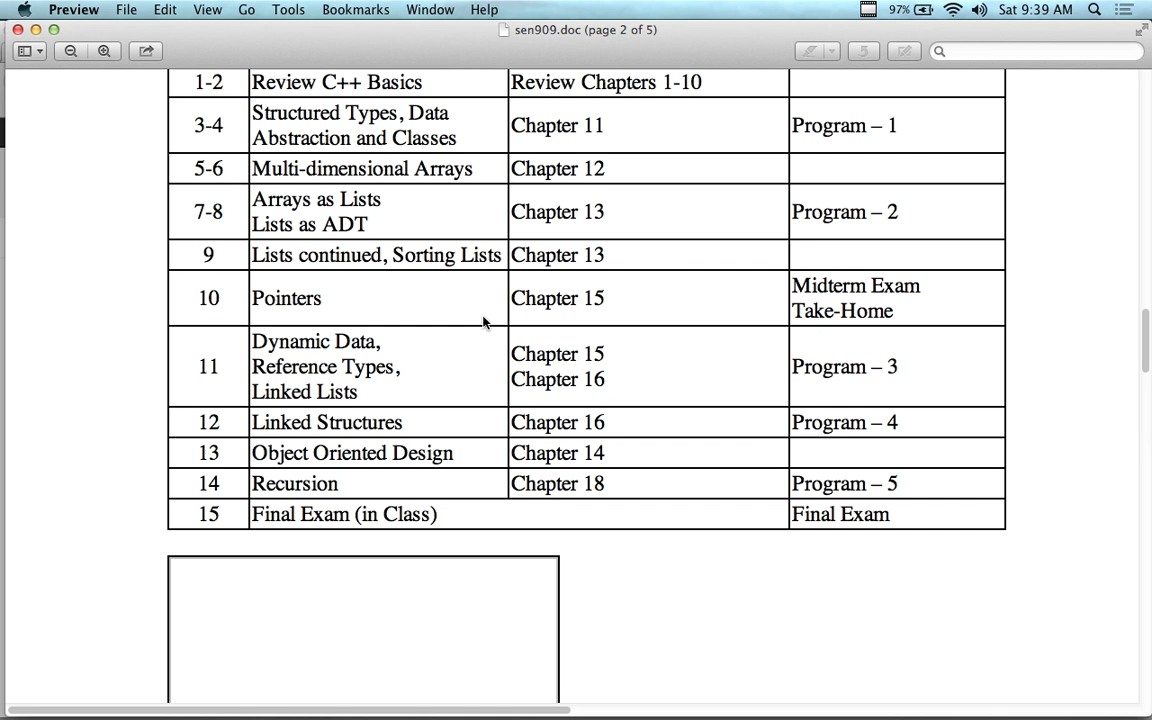 Preview File Edit View Go Tools Bookmarks Window Help 97% Sat 9:39 AM
sen909.doc (page 2 of 5)
1-2 Review C++ Basics Review Chapters 1-10
3-4 Structured Types, Data Abstraction and Classes Chapter 11 Program – 1
5-6 Multi-dimensional Arrays Chapter 12
7-8 Arrays as Lists Lists as ADT Chapter 13 Program – 2
9 Lists continued, Sorting Lists Chapter 13
10 Pointers Chapter 15 Midterm Exam Take-Home
11 Dynamic Data, Reference Types, Linked Lists Chapter 15 Chapter 16 Program – 3
12 Linked Structures Chapter 16 Program – 4
13 Object Oriented Design Chapter 14
14 Recursion Chapter 18 Program – 5
15 Final Exam (in Class) Final Exam